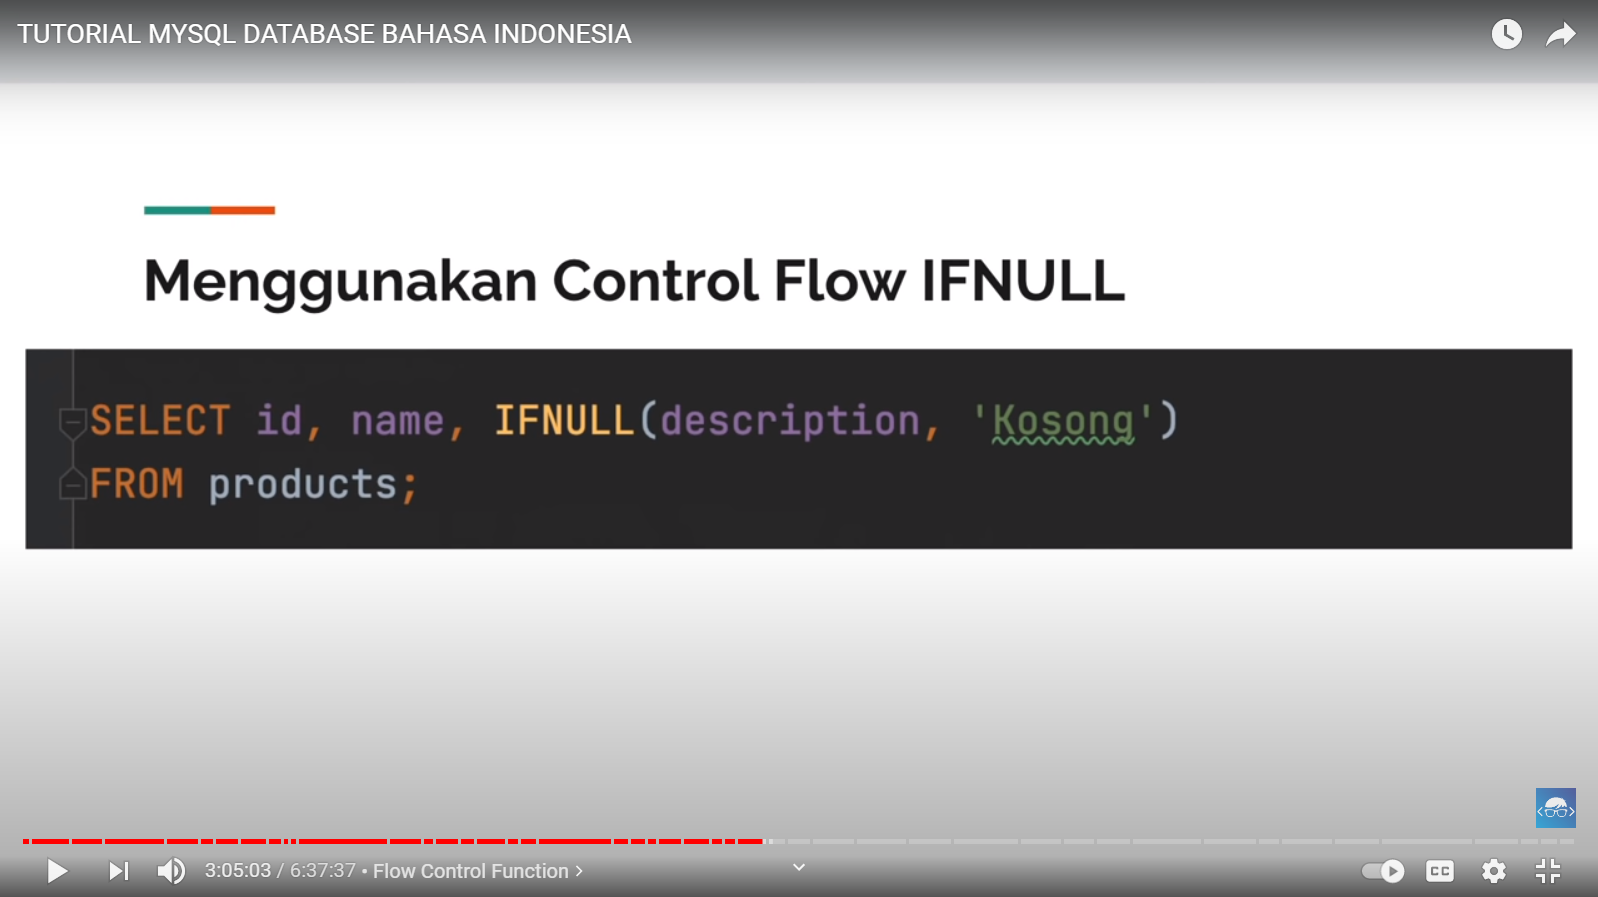 TUTORIAL MYSQL DATABASE BAHASA INDONESIA
Menggunakan Control Flow IFNULL
SELECT id, name, IFNULL(description, 'Kosong')
FROM products;
3:05:03 / 6:37:37 • Flow Control Function >
CC